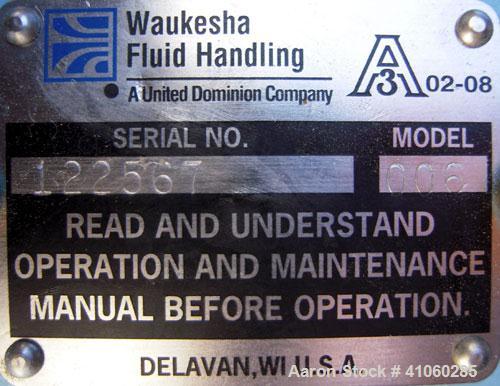 Waukesha
Fluid Handling
A United Dominion Company
A 3 02-08
SERIAL NO. MODEL
122567 006
READ AND UNDERSTAND
OPERATION AND MAINTENANCE
MANUAL BEFORE OPERATION.
DELAVAN,WI U.S.A
Aaron Stock # 41060285